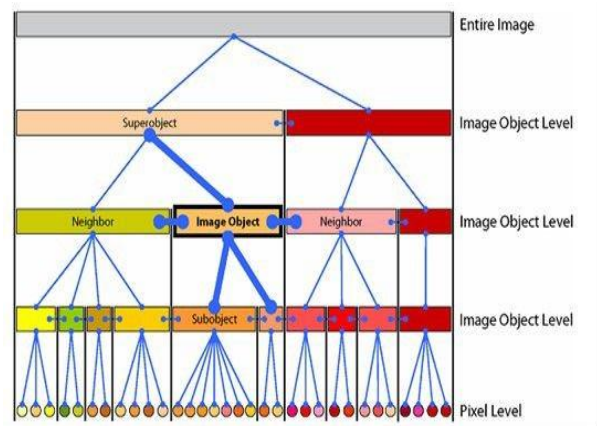 Entire Image
Superobject
Image Object Level
Neighbor
Image Object
Neighbor
Image Object Level
Subobject
Image Object Level
Pixel Level